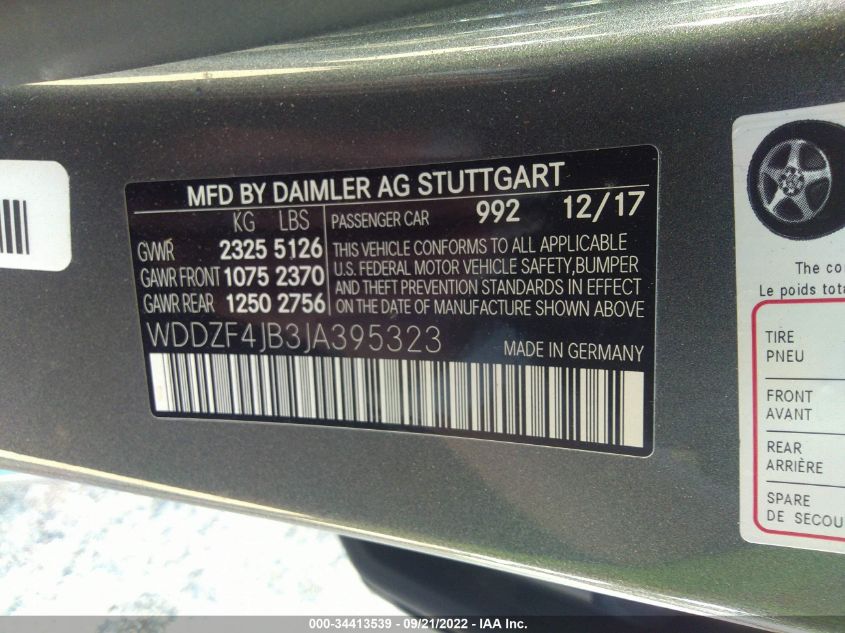 MFD BY DAIMLER AG STUTTGART
KG LBS PASSENGER CAR 992 12/17
GVWR 2325 5126 THIS VEHICLE CONFORMS TO ALL APPLICABLE
GAWR FRONT 1075 2370 U.S. FEDERAL MOTOR VEHICLE SAFETY,BUMPER
GAWR REAR 1250 2756 AND THEFT PREVENTION STANDARDS IN EFFECT
ON THE DATE OF MANUFACTURE SHOWN ABOVE
WDDZF4JB3JA395323 MADE IN GERMANY
The co
Le poids tota
TIRE
PNEU
FRONT
AVANT
REAR
ARRIÈRE
SPARE
DE SECOU
000-34413539 - 09/21/2022 - IAA Inc.